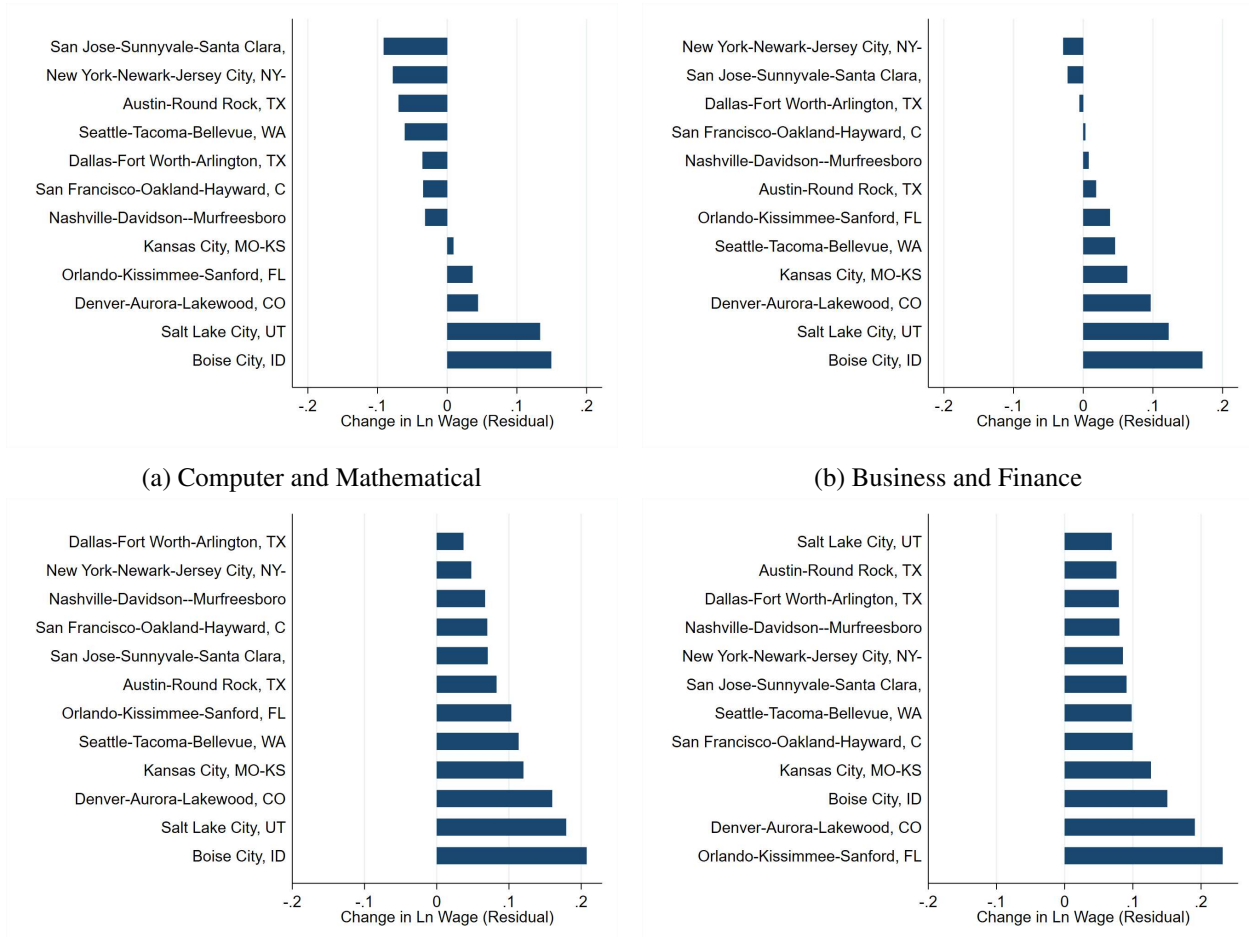 San Jose-Sunnyvale-Santa Clara,
New York-Newark-Jersey City, NY-
Austin-Round Rock, TX
Seattle-Tacoma-Bellevue, WA
Dallas-Fort Worth-Arlington, TX
San Francisco-Oakland-Hayward, C
Nashville-Davidson--Murfreesboro
Kansas City, MO-KS
Orlando-Kissimmee-Sanford, FL
Denver-Aurora-Lakewood, CO
Salt Lake City, UT
Boise City, ID
-.2 -.1 0 .1 .2
Change in Ln Wage (Residual)
(a) Computer and Mathematical
New York-Newark-Jersey City, NY-
San Jose-Sunnyvale-Santa Clara,
Dallas-Fort Worth-Arlington, TX
San Francisco-Oakland-Hayward, C
Nashville-Davidson--Murfreesboro
Austin-Round Rock, TX
Orlando-Kissimmee-Sanford, FL
Seattle-Tacoma-Bellevue, WA
Kansas City, MO-KS
Denver-Aurora-Lakewood, CO
Salt Lake City, UT
Boise City, ID
-.2 -.1 0 .1 .2
Change in Ln Wage (Residual)
(b) Business and Finance
Dallas-Fort Worth-Arlington, TX
New York-Newark-Jersey City, NY-
Nashville-Davidson--Murfreesboro
San Francisco-Oakland-Hayward, C
San Jose-Sunnyvale-Santa Clara,
Austin-Round Rock, TX
Orlando-Kissimmee-Sanford, FL
Seattle-Tacoma-Bellevue, WA
Kansas City, MO-KS
Denver-Aurora-Lakewood, CO
Salt Lake City, UT
Boise City, ID
-.2 -.1 0 .1 .2
Change in Ln Wage (Residual)
Salt Lake City, UT
Austin-Round Rock, TX
Dallas-Fort Worth-Arlington, TX
Nashville-Davidson--Murfreesboro
New York-Newark-Jersey City, NY-
San Jose-Sunnyvale-Santa Clara,
Seattle-Tacoma-Bellevue, WA
San Francisco-Oakland-Hayward, C
Kansas City, MO-KS
Boise City, ID
Denver-Aurora-Lakewood, CO
Orlando-Kissimmee-Sanford, FL
-.2 -.1 0 .1 .2
Change in Ln Wage (Residual)